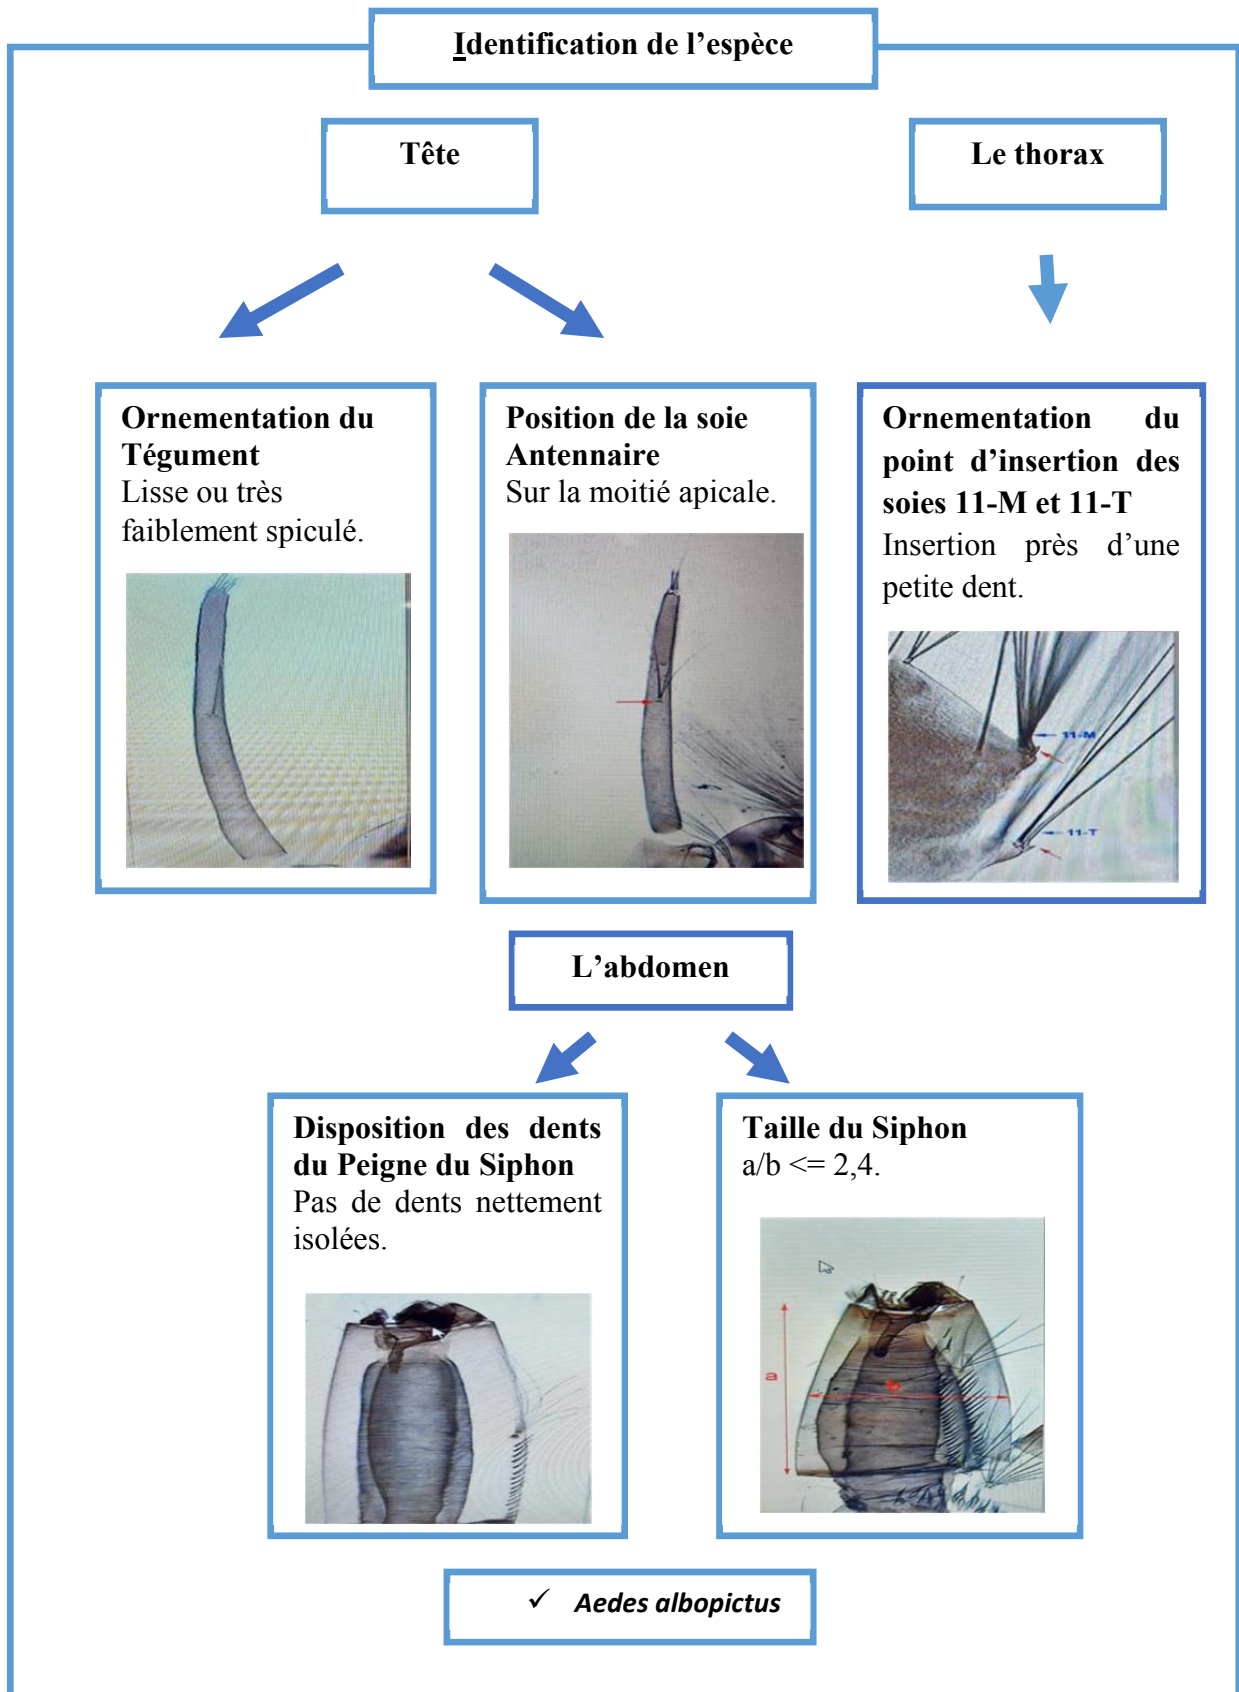 Identification de l’espèce
Tête
Le thorax
Ornementation du
Tégument
Lisse ou très
faiblement spiculé.
Position de la soie
Antennaire
Sur la moitié apicale.
Ornementation du
point d’insertion des
soies 11-M et 11-T
Insertion près d’une
petite dent.
11-M
11-T
L’abdomen
Disposition des dents
du Peigne du Siphon
Pas de dents nettement
isolées.
Taille du Siphon
a/b <= 2,4.
a
b
✓ Aedes albopictus